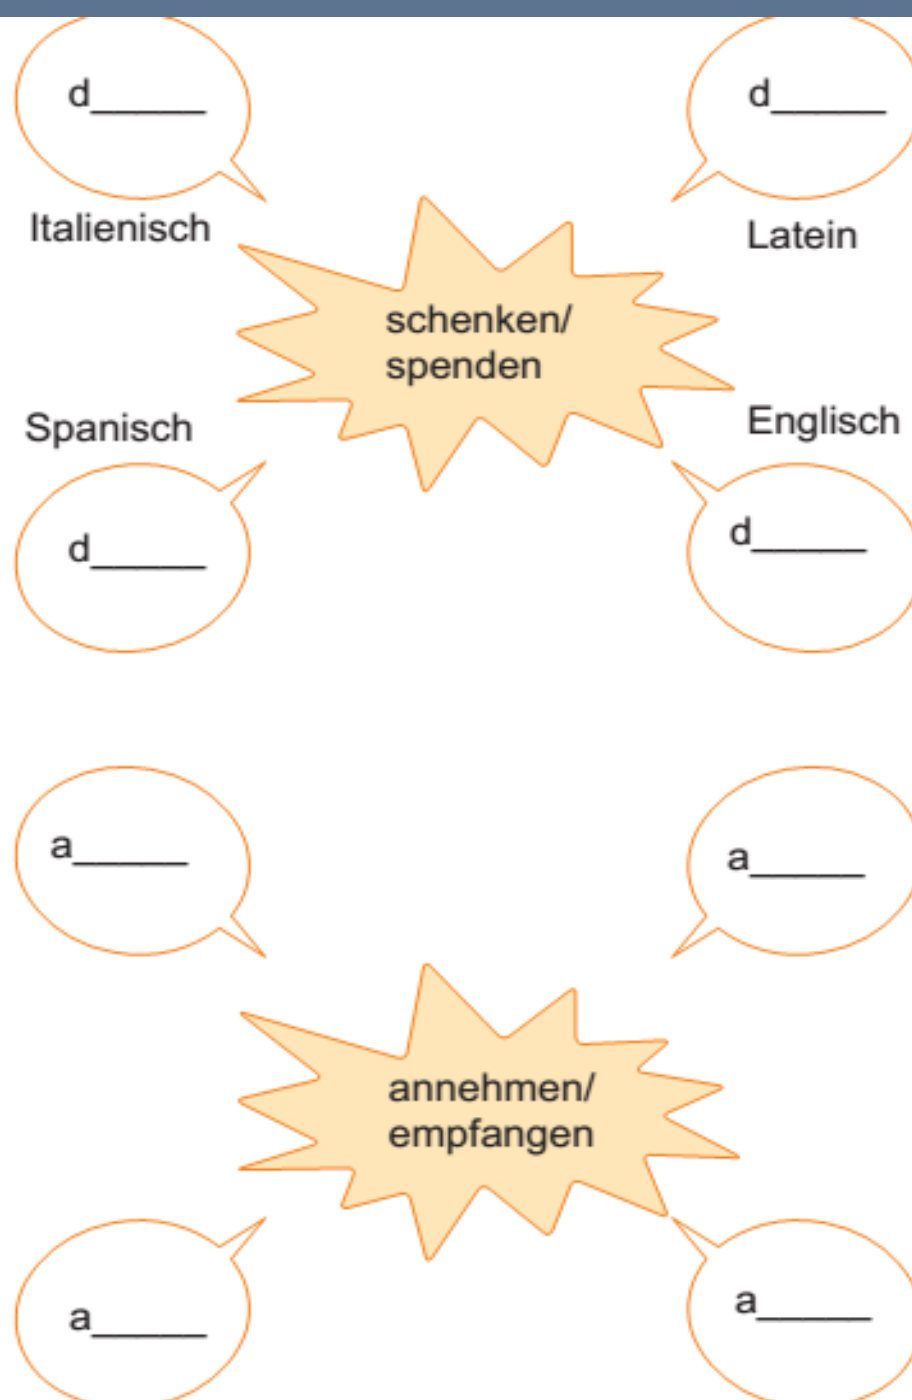 d_____
d_____
Italienisch
Latein
schenken/
spenden
Spanisch
Englisch
d_____
d_____
a_____
a_____
annehmen/
empfangen
a_____
a_____